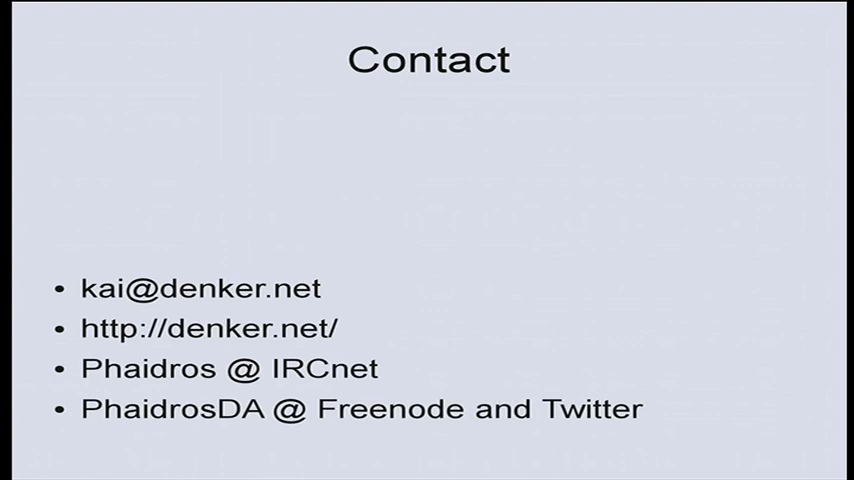 Contact
• kai@denker.net
• http://denker.net/
• Phaidros @ IRCnet
• PhaidrosDA @ Freenode and Twitter